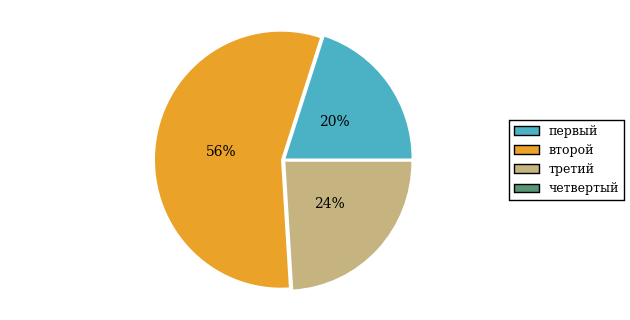 20%
56%
24%
первый
второй
третий
четвертый